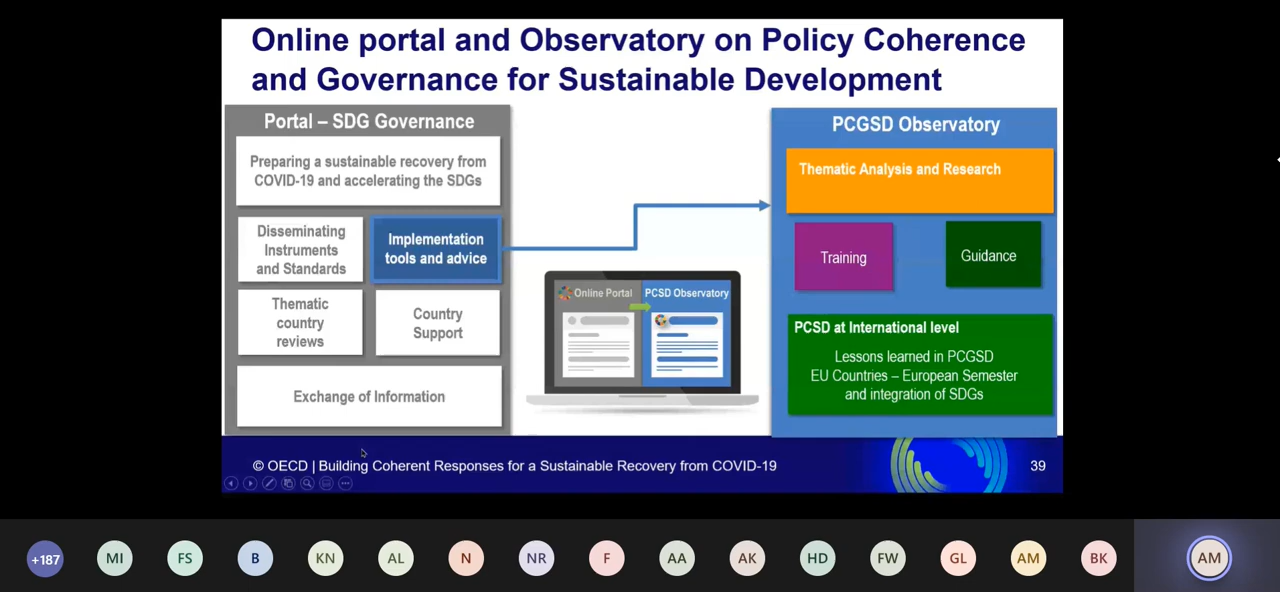 Online portal and Observatory on Policy Coherence
and Governance for Sustainable Development
Portal – SDG Governance
Preparing a sustainable recovery from
COVID-19 and accelerating the SDGs
Disseminating
Instruments
and Standards
Implementation
tools and advice
Thematic
country
reviews
Country
Support
Exchange of Information
Online Portal
PCSD Observatory
PCGSD Observatory
Thematic Analysis and Research
Training
Guidance
PCSD at International level
Lessons learned in PCGSD
EU Countries – European Semester
and integration of SDGs
© OECD | Building Coherent Responses for a Sustainable Recovery from COVID-19
39
+187
MI
FS
B
KN
AL
N
NR
F
AA
AK
HD
FW
GL
AM
BK
AM